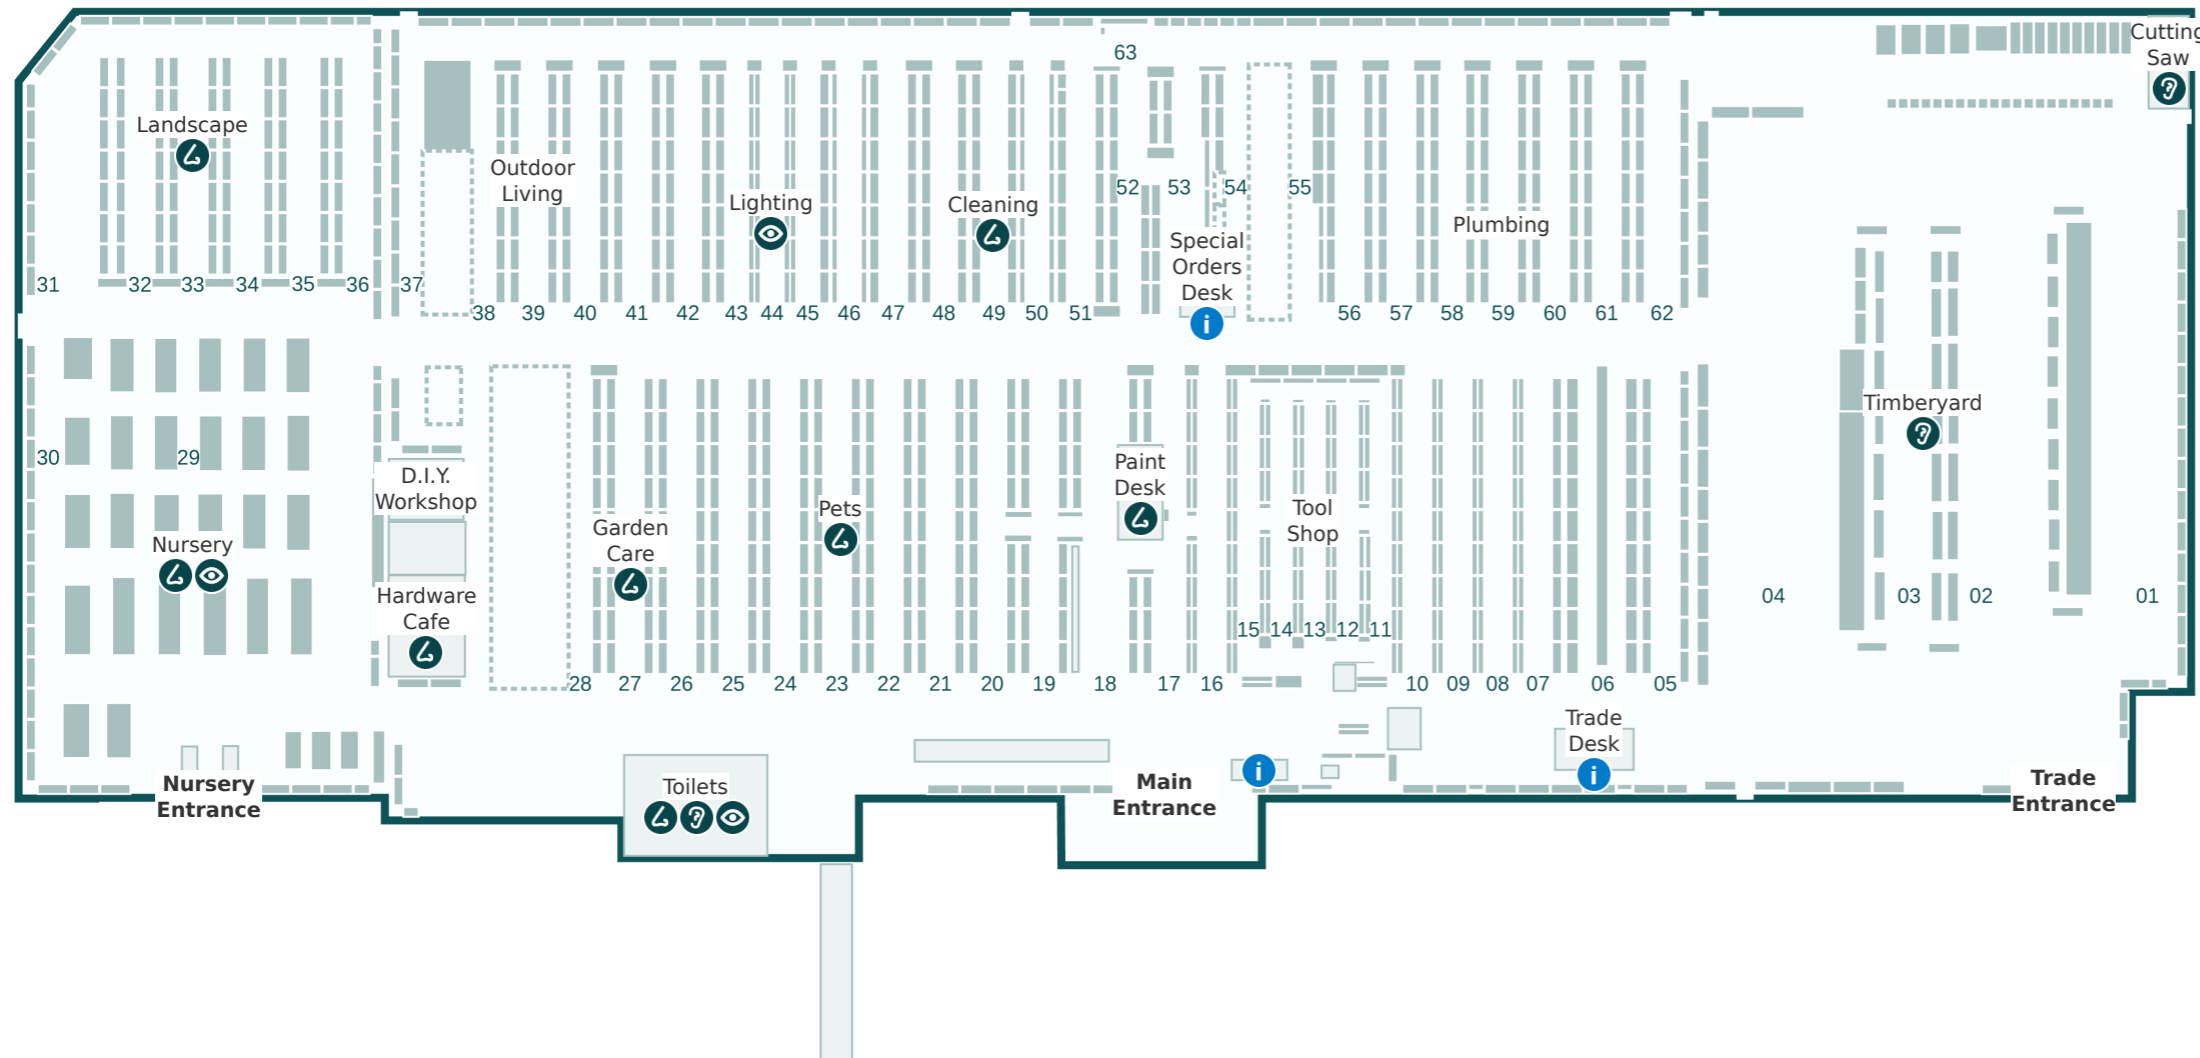 Cutting
Saw
63
Landscape
Outdoor
Living
52
53
54
55
Lighting
Cleaning
Plumbing
Special
Orders
Desk
i
31
32
33
34
35
36
37
38
39
40
41
42
43
44
45
46
47
48
49
50
51
56
57
58
59
60
61
62
30
29
D.I.Y.
Workshop
Garden
Care
Pets
Paint
Desk
Tool
Shop
Timberyard
Nursery
Hardware
Cafe
04
03
02
01
15
14
13
12
11
28
27
26
25
24
23
22
21
20
19
18
17
16
10
09
08
07
06
05
Trade
Desk
i
i
Nursery
Entrance
Toilets
Main
Entrance
Trade
Entrance